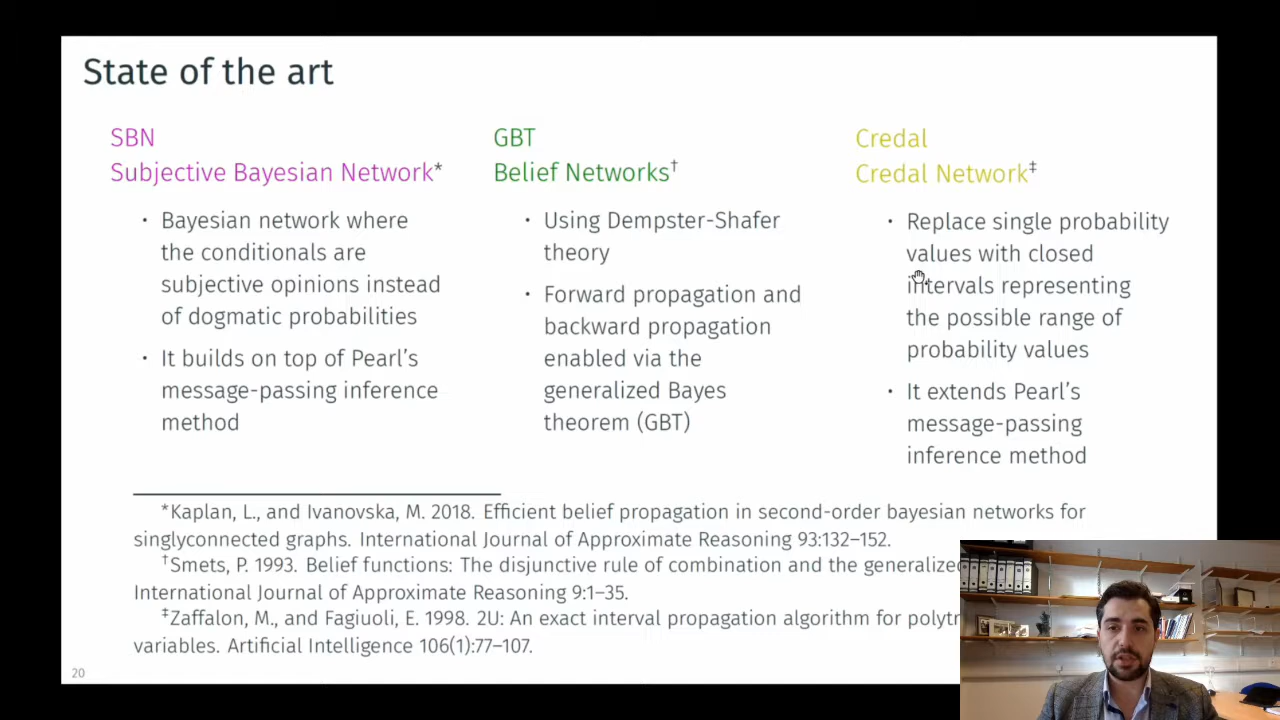 State of the art
SBN
Subjective Bayesian Network*
• Bayesian network where
the conditionals are
subjective opinions instead
of dogmatic probabilities
• It builds on top of Pearl's
message-passing inference
method
GBT
Belief Networks†
• Using Dempster-Shafer
theory
• Forward propagation and
backward propagation
enabled via the
generalized Bayes
theorem (GBT)
Credal
Credal Network‡
• Replace single probability
values with closed
intervals representing
the possible range of
probability values
• It extends Pearl's
message-passing
inference method
*Kaplan, L., and Ivanovska, M. 2018. Efficient belief propagation in second-order bayesian networks for
singlyconnected graphs. International Journal of Approximate Reasoning 93:132–152.
†Smets, P. 1993. Belief functions: The disjunctive rule of combination and the generalized
International Journal of Approximate Reasoning 9:1–35.
‡Zaffalon, M., and Fagiuoli, E. 1998. 2U: An exact interval propagation algorithm for
variables. Artificial Intelligence 106(1):77–107.
20